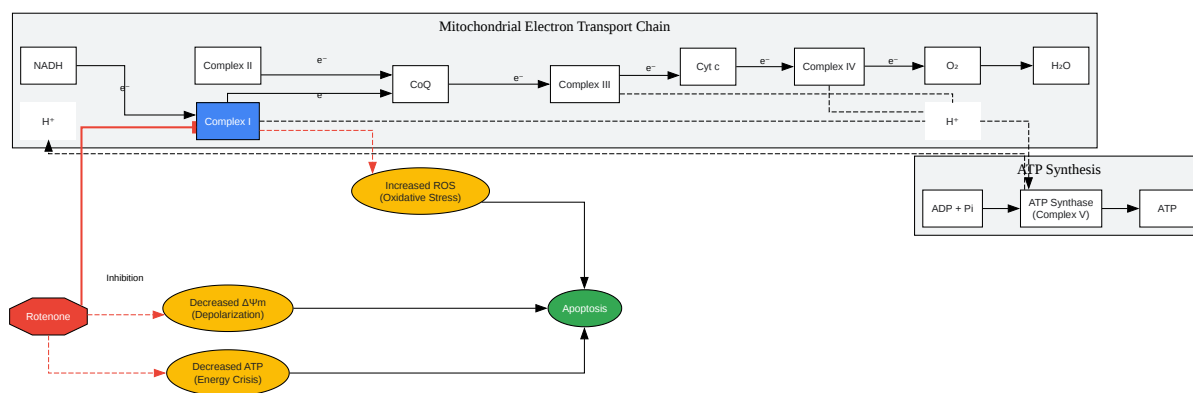 Mitochondrial Electron Transport Chain
NADH
Complex II
e⁻
CoQ
e⁻
Complex III
e⁻
Cyt c
e⁻
Complex IV
e⁻
O₂
H₂O
e⁻
e⁻
H⁺
Complex I
H⁺
ATP Synthesis
Increased ROS
(Oxidative Stress)
ADP + Pi
ATP Synthase
(Complex V)
ATP
Inhibition
Rotenone
Decreased ΔΨm
(Depolarization)
Apoptosis
Decreased ATP
(Energy Crisis)